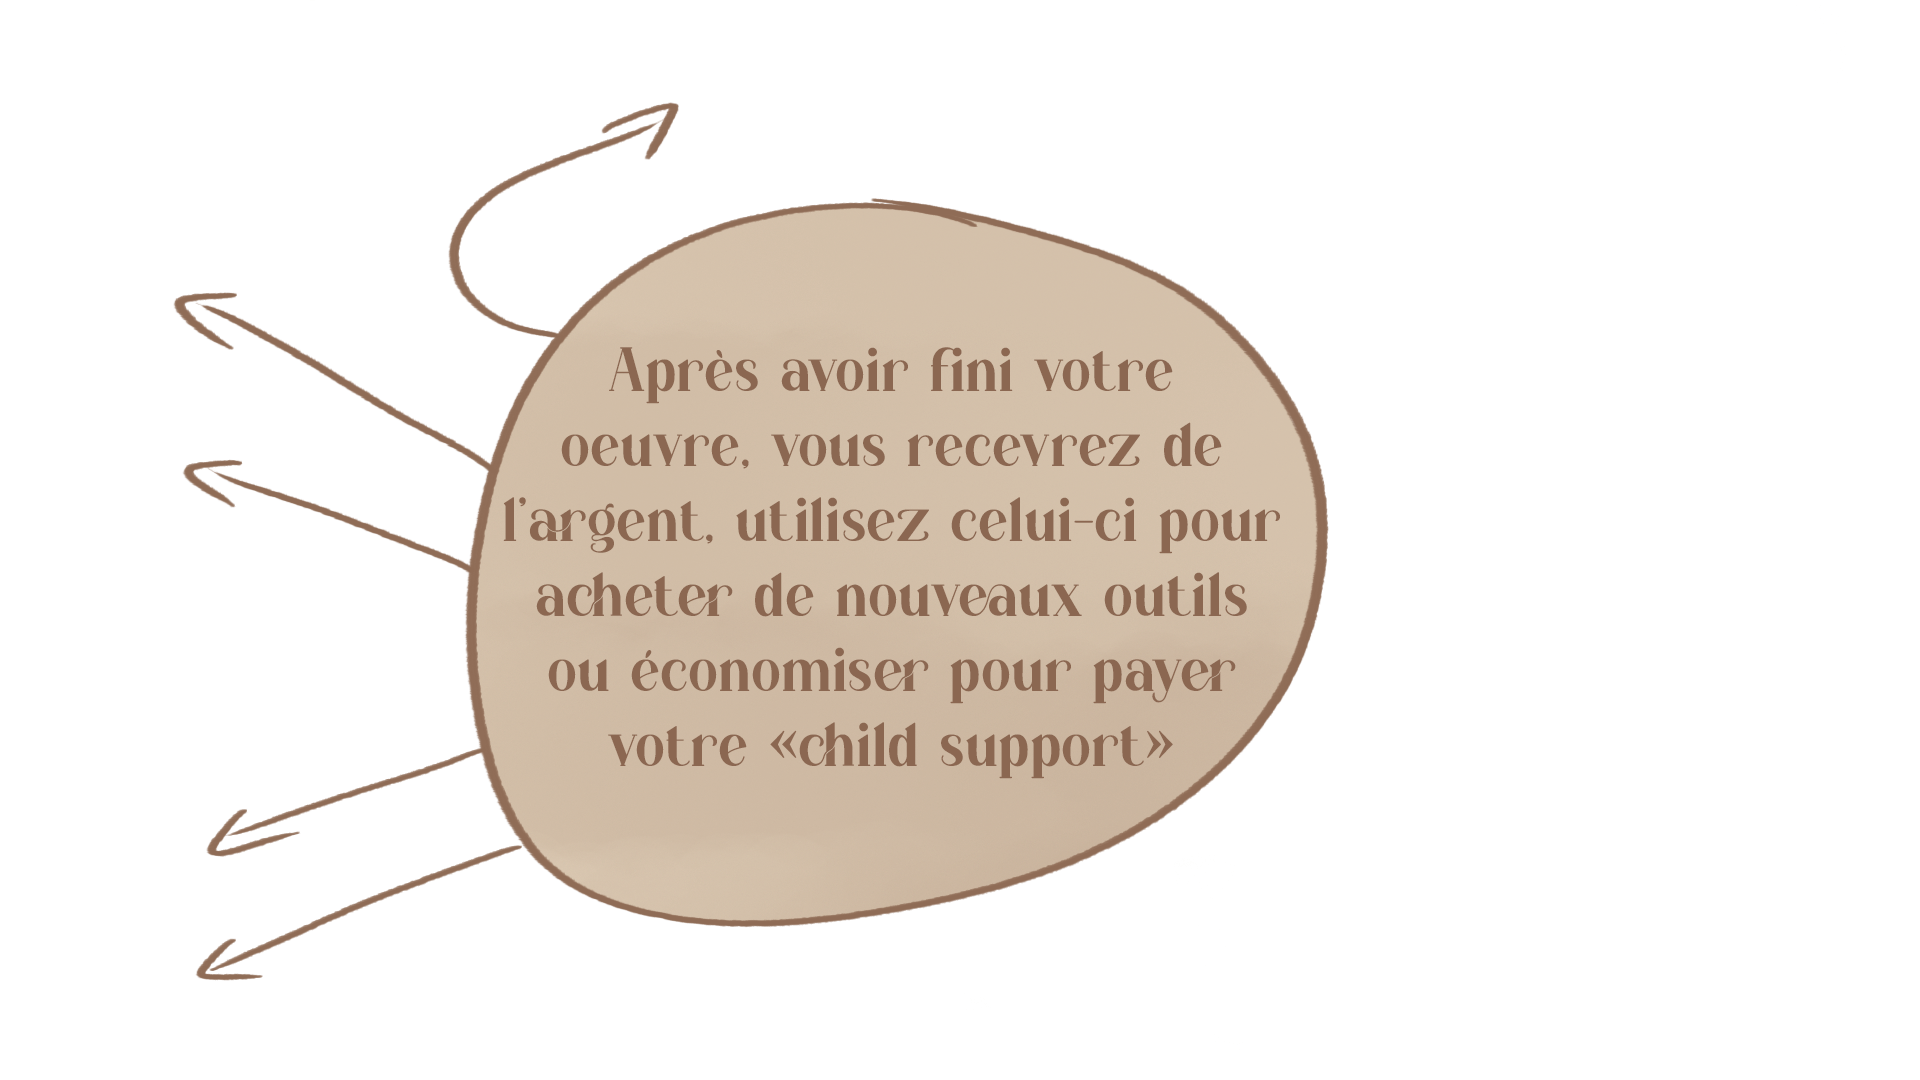 Après avoir fini votre
oeuvre, vous recevrez de
l'argent, utilisez celui-ci pour
acheter de nouveaux outils
ou économiser pour payer
votre «child support»